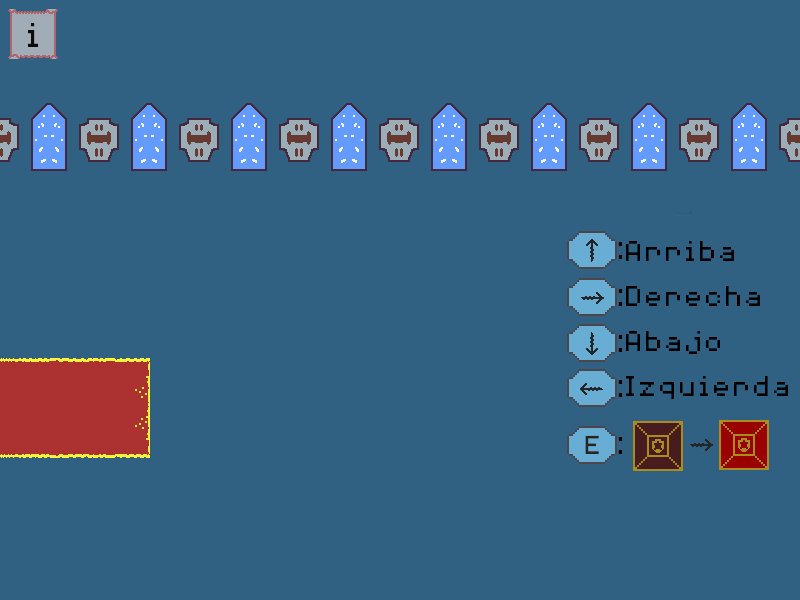 i
↑:Arriba
→:Derecha
↓:Abajo
←:Izquierda
E: →